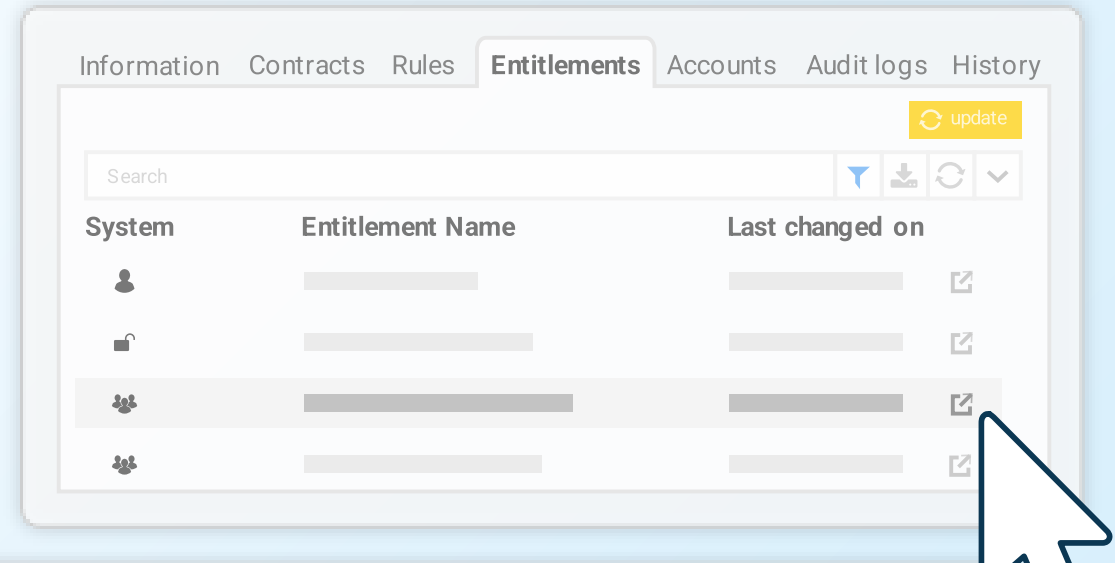 Information Contracts Rules Entitlements Accounts Audit logs History
update
Search
System Entitlement Name Last changed on